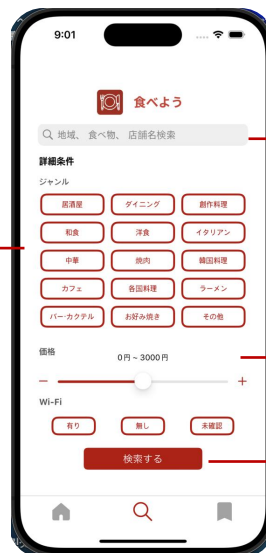 9:01
食べよう
地域、 食べ物、 店舗名検索
詳細条件
ジャンル
居酒屋 ダイニング 創作料理
和食 洋食 イタリアン
中華 焼肉 韓国料理
カフェ 各国料理 ラーメン
バー・カクテル お好み焼き その他
価格
0円 ~ 3000円
Wi-Fi
有り 無し 未確認
検索する